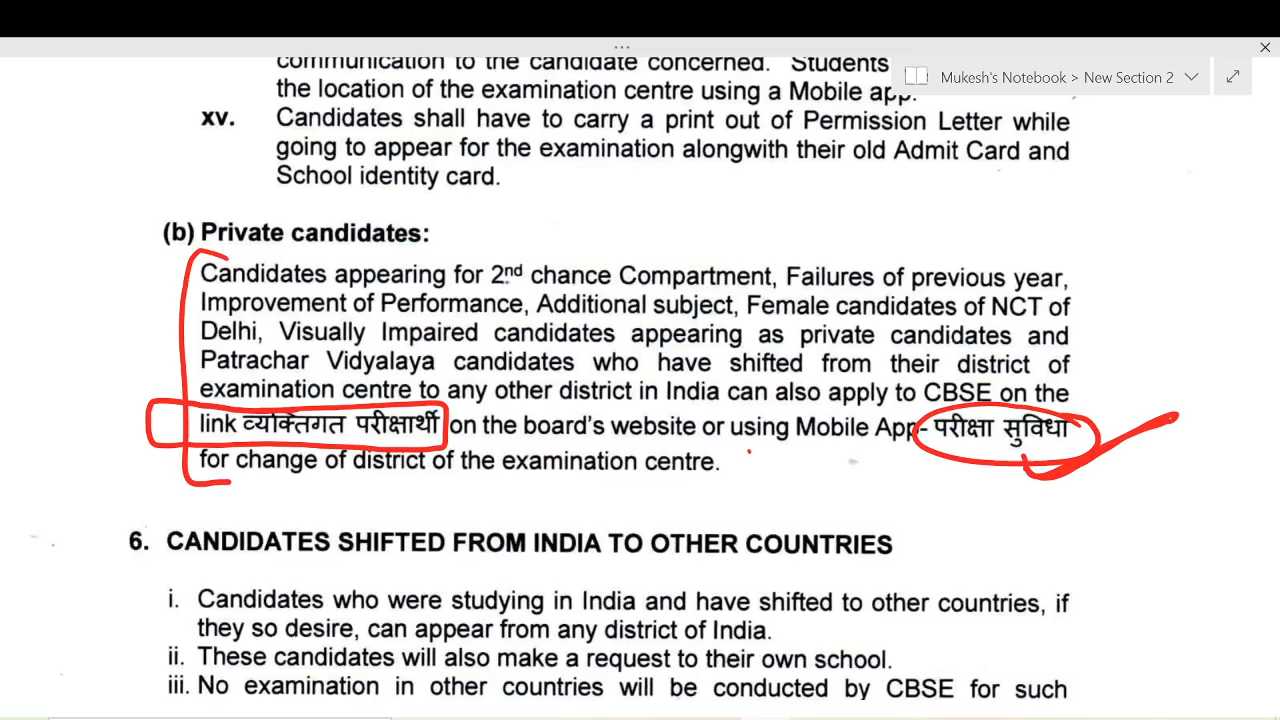 communication to the candidate concerned. Students
Mukesh's Notebook > New Section 2
the location of the examination centre using a Mobile app.
xv. Candidates shall have to carry a print out of Permission Letter while
going to appear for the examination alongwith their old Admit Card and
School identity card.
(b) Private candidates:
Candidates appearing for 2nd chance Compartment, Failures of previous year,
Improvement of Performance, Additional subject, Female candidates of NCT of
Delhi, Visually Impaired candidates appearing as private candidates and
Patrachar Vidyalaya candidates who have shifted from their district of
examination centre to any other district in India can also apply to CBSE on the
link व्यक्तिगत परीक्षार्थी on the board's website or using Mobile App- परीक्षा सुविधा
for change of district of the examination centre.
6. CANDIDATES SHIFTED FROM INDIA TO OTHER COUNTRIES
i. Candidates who were studying in India and have shifted to other countries, if
they so desire, can appear from any district of India.
ii. These candidates will also make a request to their own school.
iii. No examination in other countries will be conducted by CBSE for such